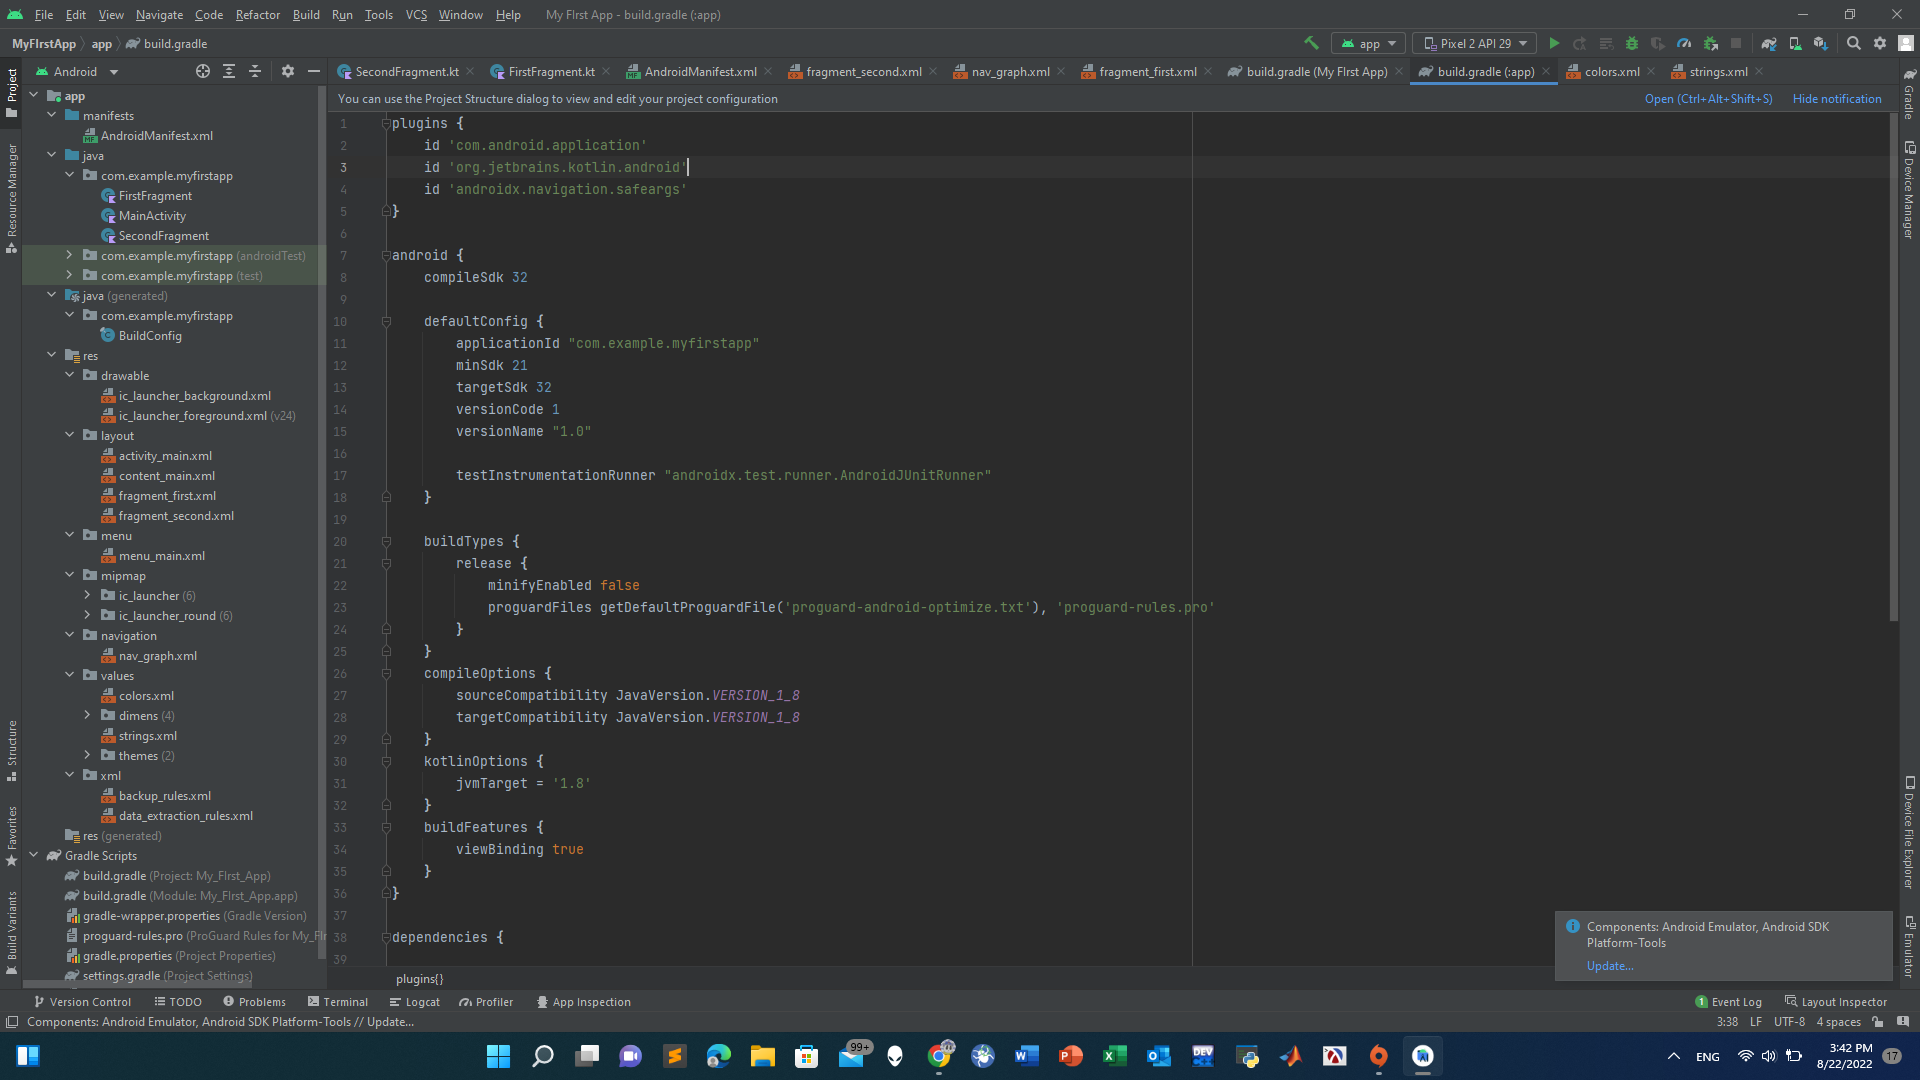 File Edit View Navigate Code Refactor Build Run Tools VCS Window Help My FIrst App - build.gradle (:app)
MyFIrstApp app build.gradle
app Pixel 2 API 29
Android
SecondFragment.kt FirstFragment.kt AndroidManifest.xml fragment_second.xml nav_graph.xml fragment_first.xml build.gradle (My FIrst App) build.gradle (:app) colors.xml strings.xml
You can use the Project Structure dialog to view and edit your project configuration Open (Ctrl+Alt+Shift+S) Hide notification
Project
Resource Manager
Structure
Favorites
Build Variants
app
manifests
AndroidManifest.xml
java
com.example.myfirstapp
FirstFragment
MainActivity
SecondFragment
com.example.myfirstapp (androidTest)
com.example.myfirstapp (test)
java (generated)
com.example.myfirstapp
BuildConfig
res
drawable
ic_launcher_background.xml
ic_launcher_foreground.xml (v24)
layout
activity_main.xml
content_main.xml
fragment_first.xml
fragment_second.xml
menu
menu_main.xml
mipmap
ic_launcher (6)
ic_launcher_round (6)
navigation
nav_graph.xml
values
colors.xml
dimens (4)
strings.xml
themes (2)
xml
backup_rules.xml
data_extraction_rules.xml
res (generated)
Gradle Scripts
build.gradle (Project: My_FIrst_App)
build.gradle (Module: My_FIrst_App.app)
gradle-wrapper.properties (Gradle Version)
proguard-rules.pro (ProGuard Rules for My_FIr
gradle.properties (Project Properties)
settings.gradle (Project Settings)
1 plugins {
2 id 'com.android.application'
3 id 'org.jetbrains.kotlin.android'
4 id 'androidx.navigation.safeargs'
5 }
6
7 android {
8 compileSdk 32
9
10 defaultConfig {
11 applicationId "com.example.myfirstapp"
12 minSdk 21
13 targetSdk 32
14 versionCode 1
15 versionName "1.0"
16
17 testInstrumentationRunner "androidx.test.runner.AndroidJUnitRunner"
18 }
19
20 buildTypes {
21 release {
22 minifyEnabled false
23 proguardFiles getDefaultProguardFile('proguard-android-optimize.txt'), 'proguard-rules.pro'
24 }
25 }
26 compileOptions {
27 sourceCompatibility JavaVersion.VERSION_1_8
28 targetCompatibility JavaVersion.VERSION_1_8
29 }
30 kotlinOptions {
31 jvmTarget = '1.8'
32 }
33 buildFeatures {
34 viewBinding true
35 }
36 }
37
38 dependencies {
39
plugins{}
Gradle
Device Manager
Device File Explorer
Emulator
Components: Android Emulator, Android SDK
Platform-Tools
Update...
Version Control TODO Problems Terminal Logcat Profiler App Inspection 1 Event Log Layout Inspector
Components: Android Emulator, Android SDK Platform-Tools // Update... 3:38 LF UTF-8 4 spaces
99+
DEV
ENG
3:42 PM
8/22/2022
17